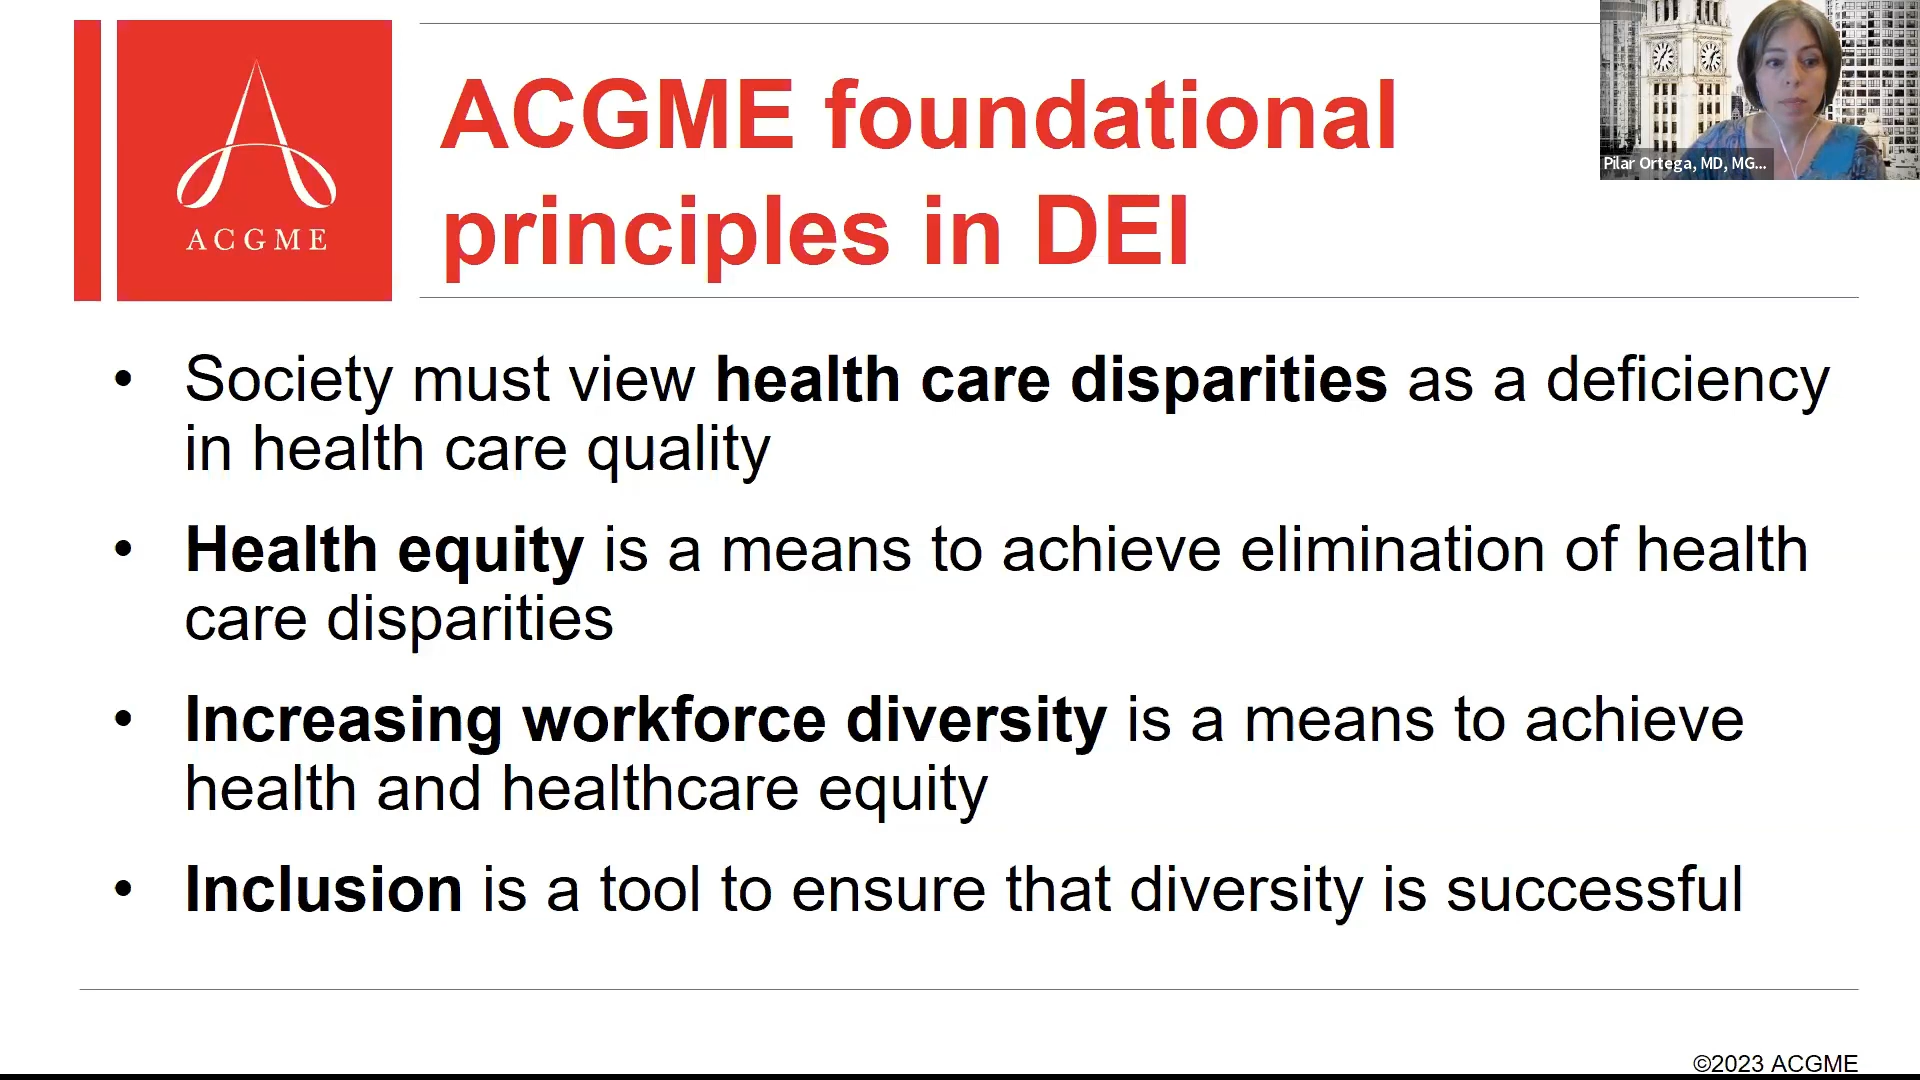 ACGME
ACGME foundational
principles in DEI
Pilar Ortega, MD, MG...
• Society must view health care disparities as a deficiency
in health care quality
• Health equity is a means to achieve elimination of health
care disparities
• Increasing workforce diversity is a means to achieve
health and healthcare equity
• Inclusion is a tool to ensure that diversity is successful
©2023 ACGME